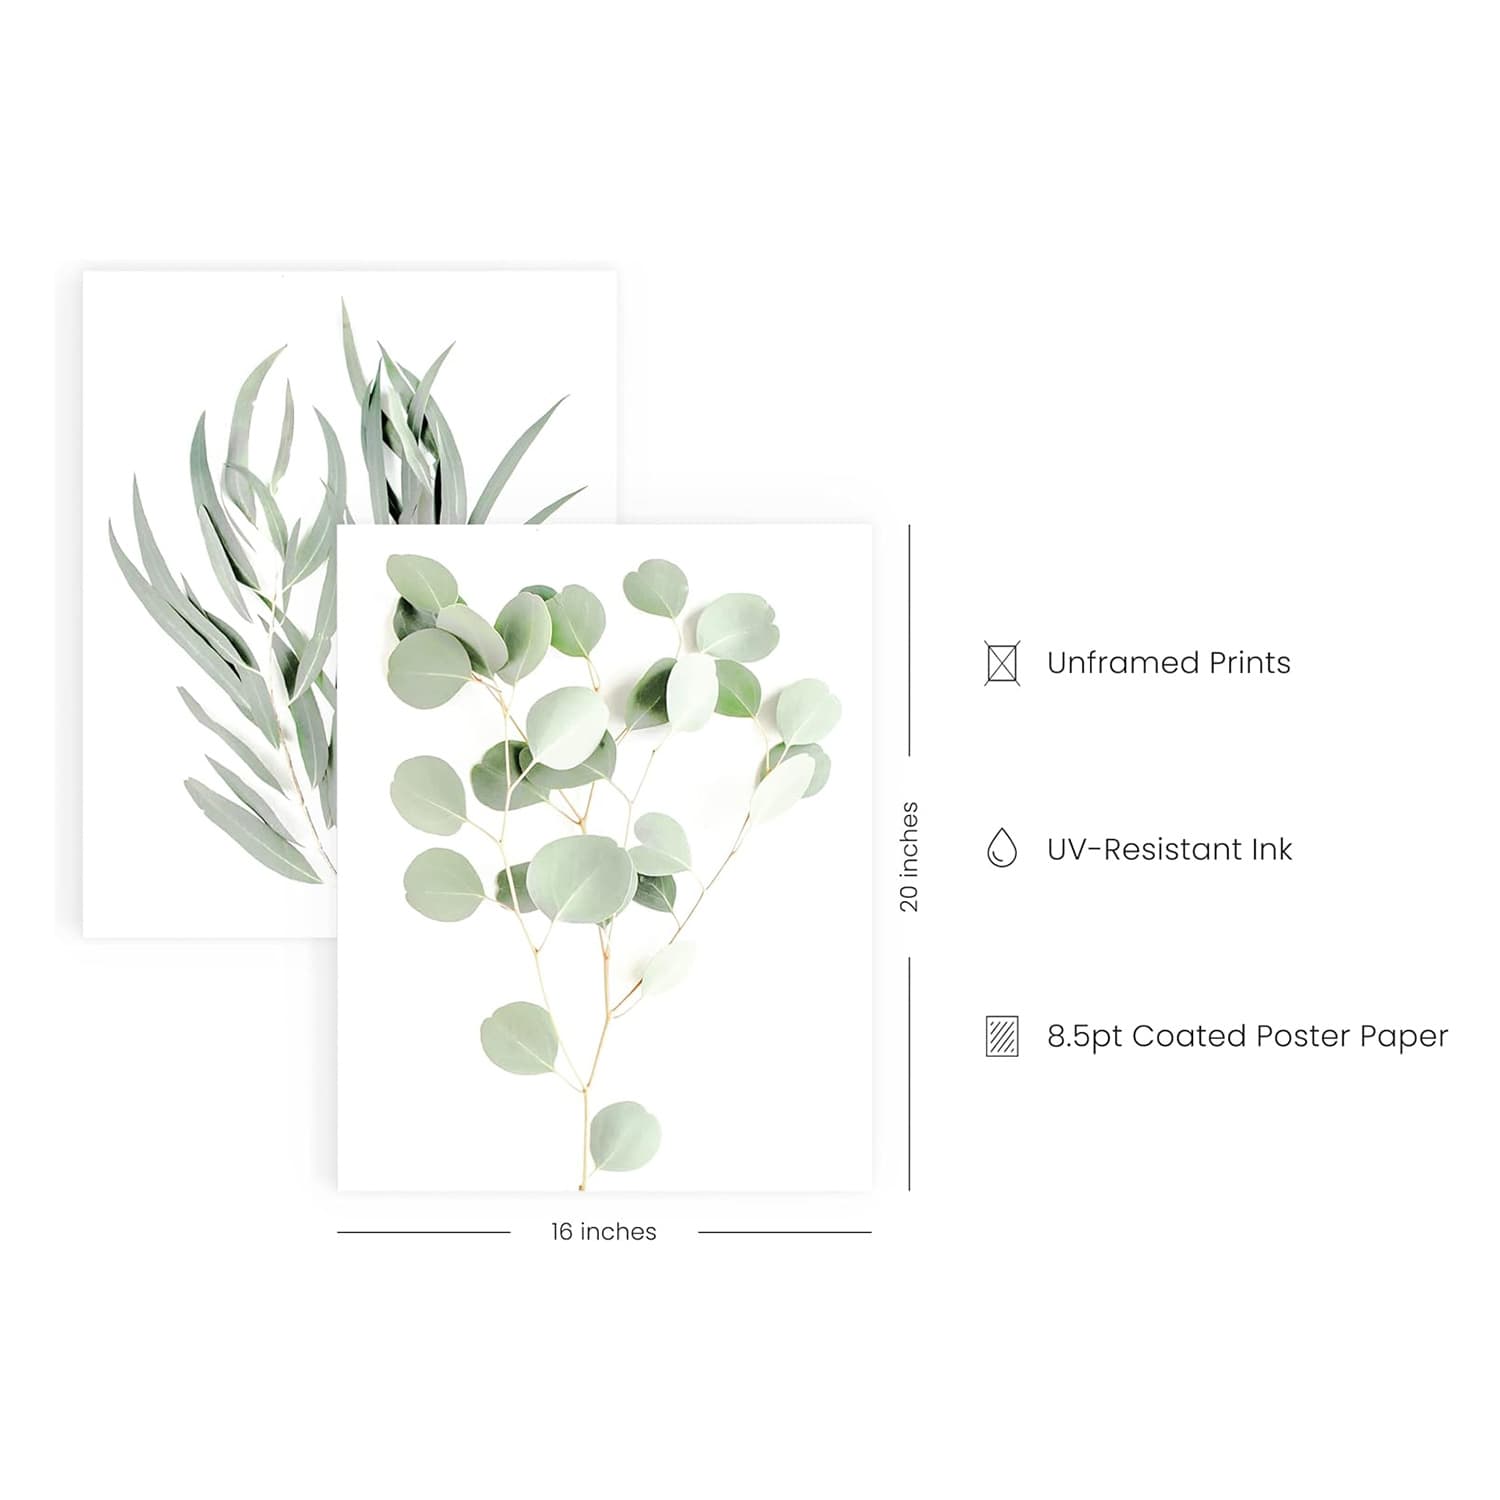 Unframed Prints
UV-Resistant Ink
8.5pt Coated Poster Paper
20 inches
16 inches